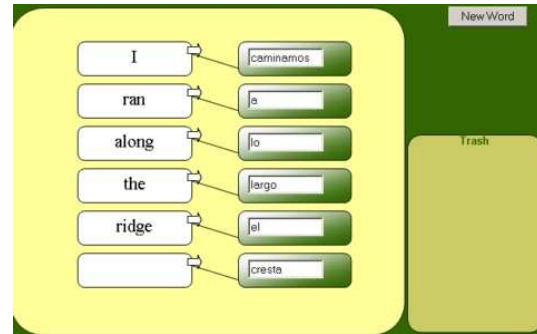 New Word
I caminamos
ran a
along lo
Trash
the largo
ridge el
cresta